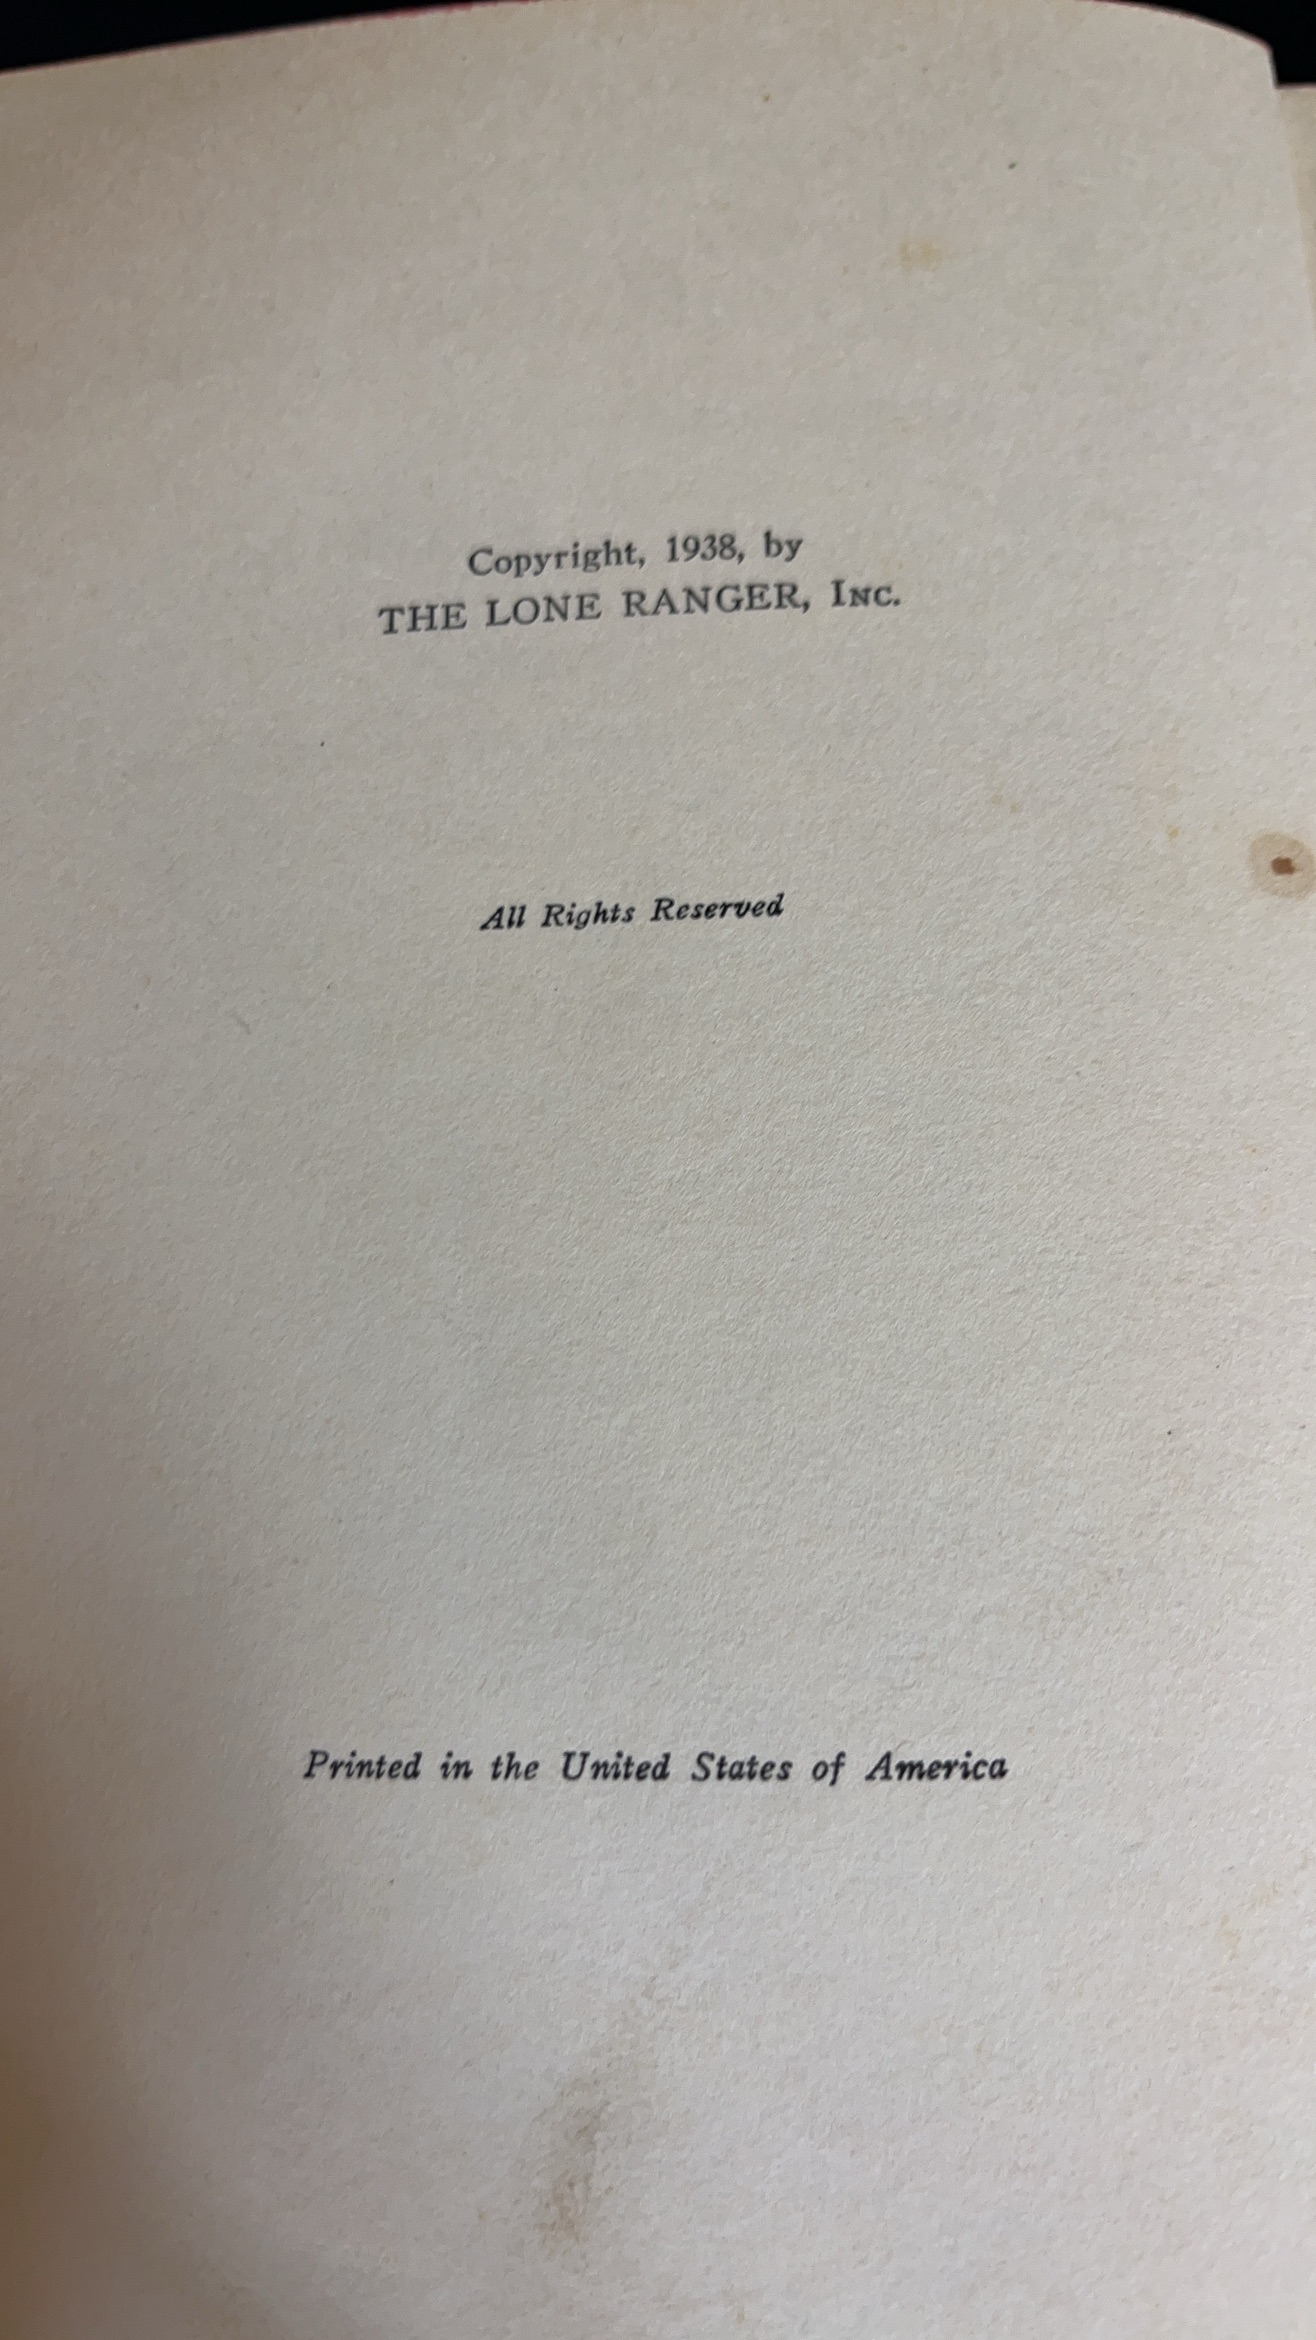 Copyright, 1938, by
THE LONE RANGER, INC.
All Rights Reserved
Printed in the United States of America